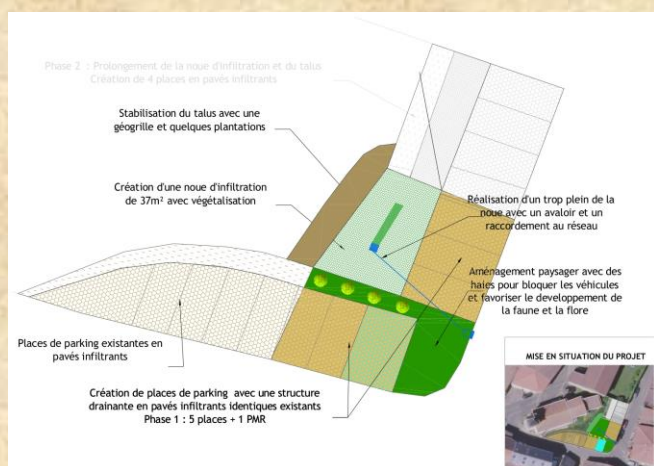 Phase 2 : Prolongement de la noue d'infiltration et du talus
Création de 4 places en pavés infiltrants
Stabilisation du talus avec une
géogrille et quelques plantations
Création d'une noue d'infiltration
de 37m² avec végétalisation
Réalisation d'un trop plein de la
noue avec un avaloir et un
raccordement au réseau
Aménagement paysager avec des
haies pour bloquer les véhicules
et favoriser le developpement de
la faune et la flore
Places de parking existantes en
pavés infiltrants
Création de places de parking avec une structure
drainante en pavés infiltrants identiques existants
Phase 1 : 5 places + 1 PMR
MISE EN SITUATION DU PROJET